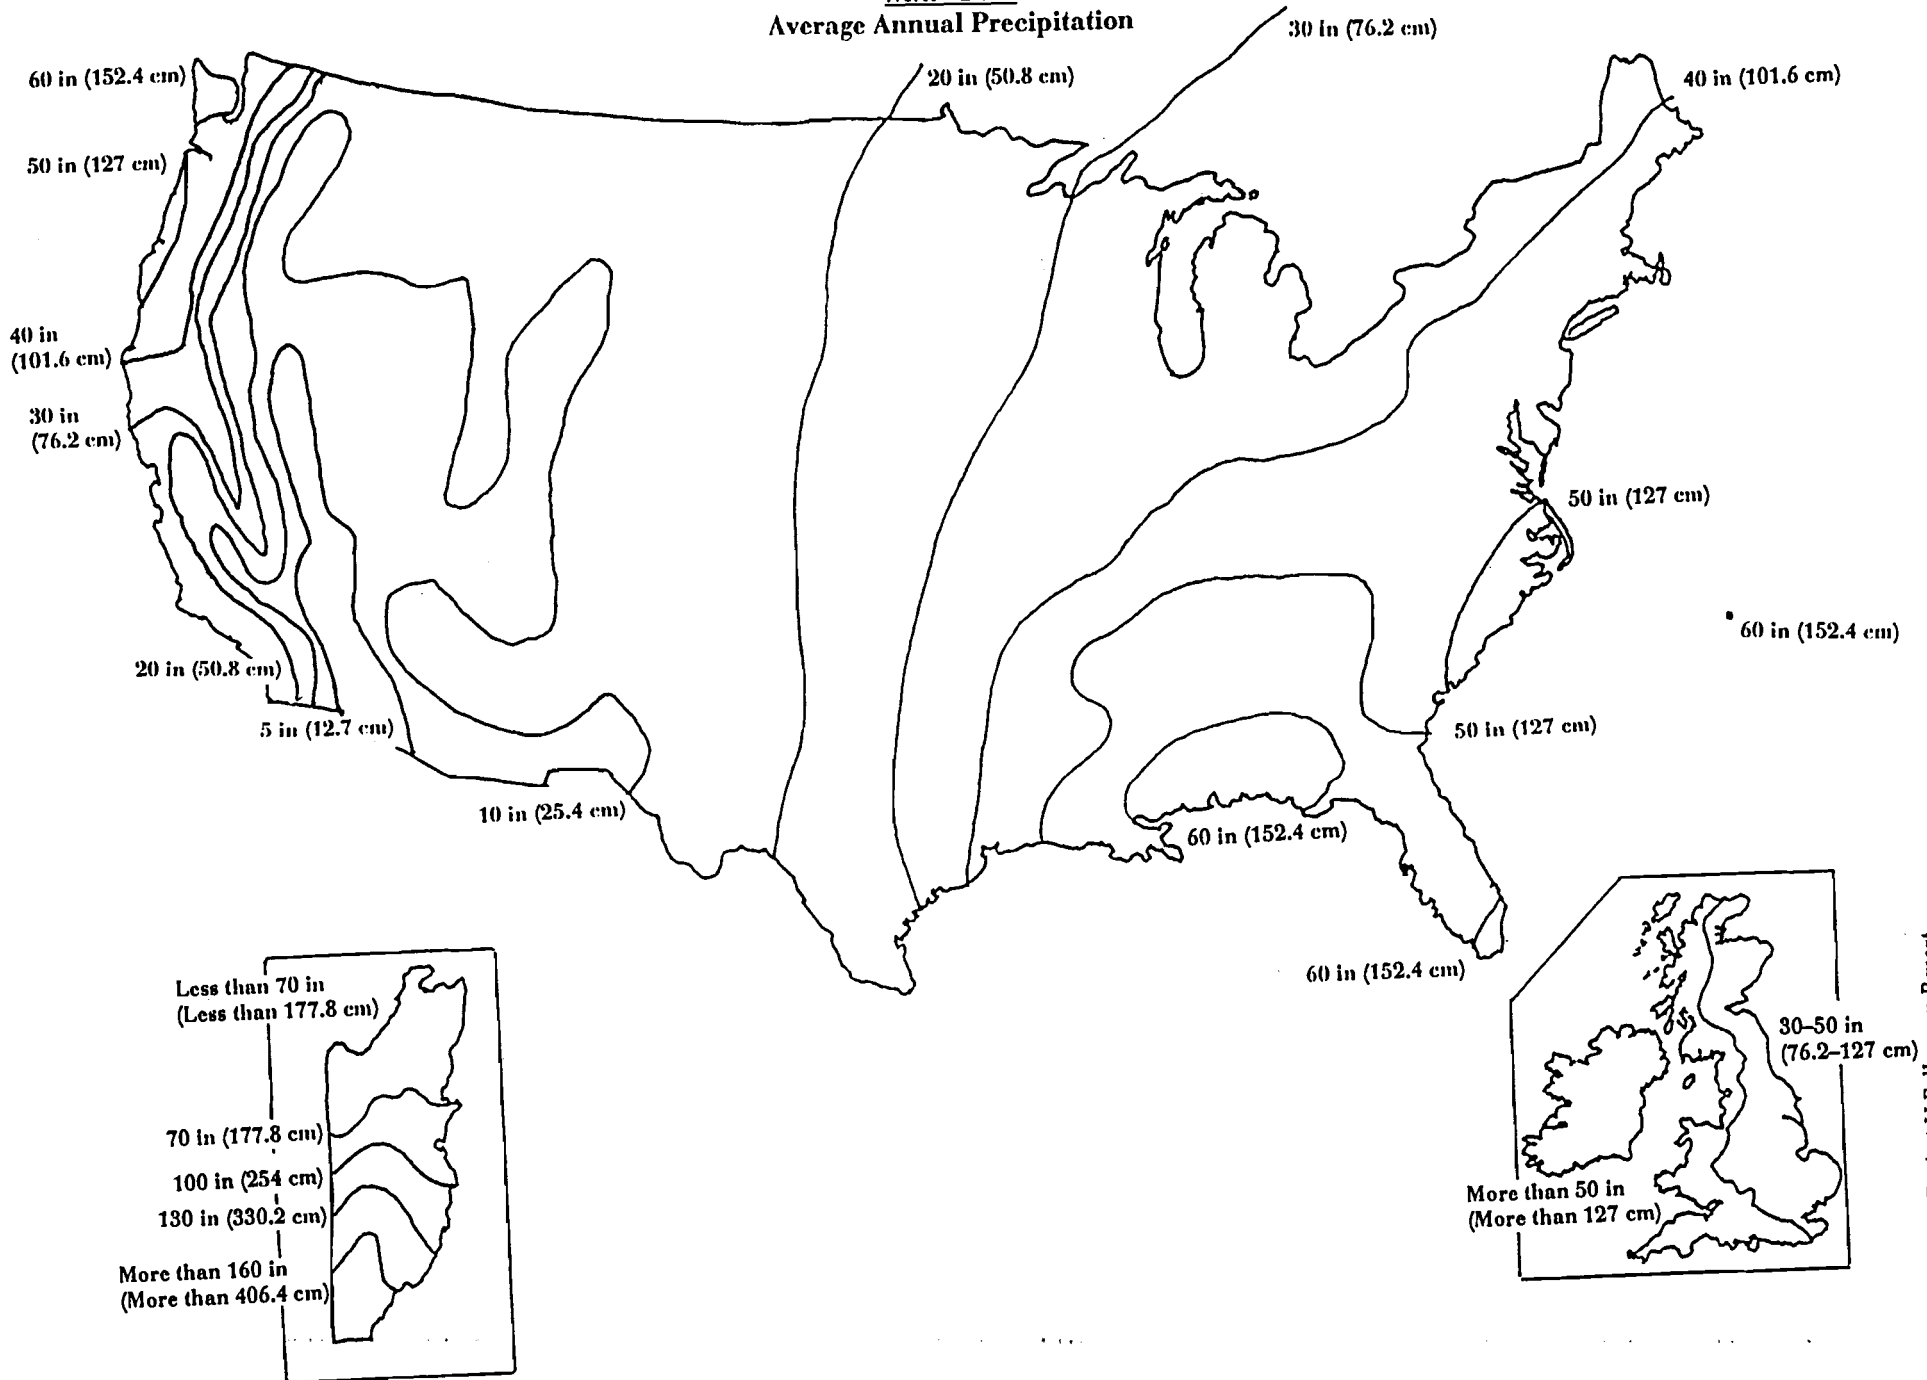 Average Annual Precipitation
30 in (76.2 cm)
60 in (152.4 cm)
20 in (50.8 cm)
40 in (101.6 cm)
50 in (127 cm)
40 in
(101.6 cm)
30 in
(76.2 cm)
50 in (127 cm)
60 in (152.4 cm)
20 in (50.8 cm)
5 in (12.7 cm)
50 in (127 cm)
10 in (25.4 cm)
60 in (152.4 cm)
60 in (152.4 cm)
Less than 70 in
(Less than 177.8 cm)
70 in (177.8 cm)
100 in (254 cm)
130 in (330.2 cm)
More than 160 in
(More than 406.4 cm)
30–50 in
(76.2–127 cm)
More than 50 in
(More than 127 cm)